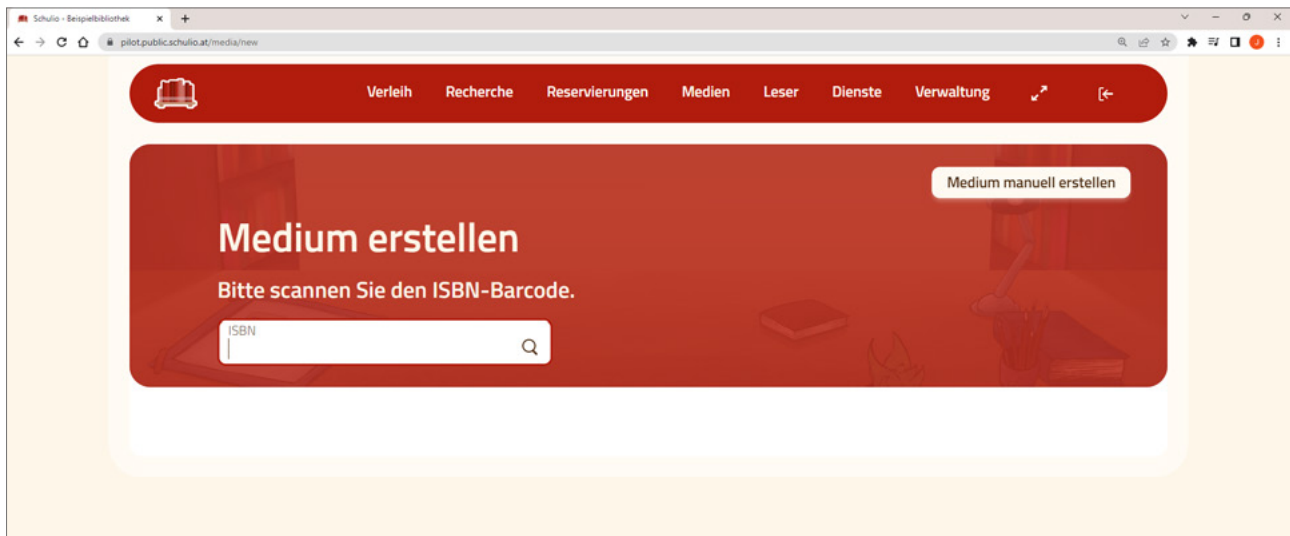 Schulio - Beispielbibliothek
pilot.public.schulio.at/media/new
J
Verleih Recherche Reservierungen Medien Leser Dienste Verwaltung
Medium manuell erstellen
Medium erstellen
Bitte scannen Sie den ISBN-Barcode.
ISBN